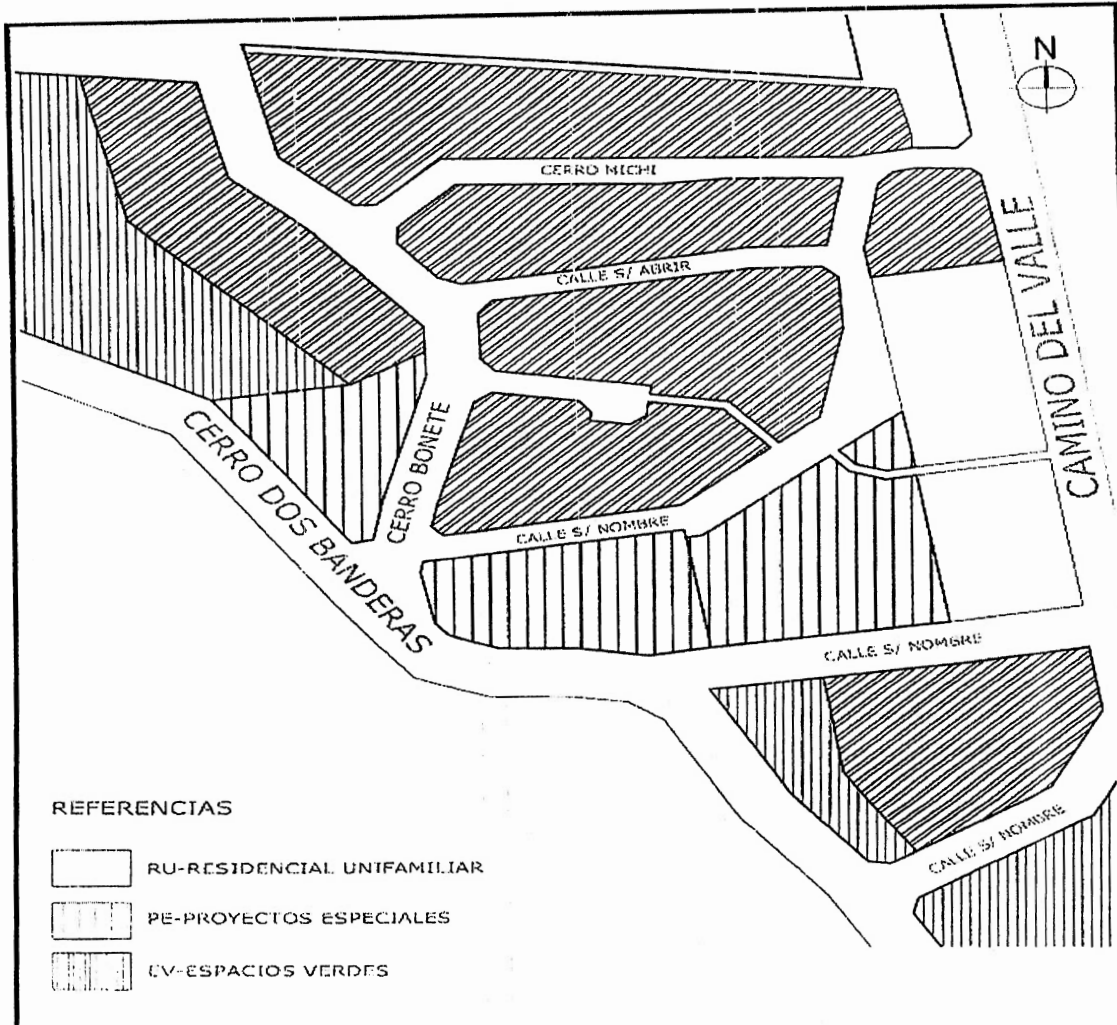 N
CERRO MICHI
CALLE S/ ABRIR
CAMINO DEL VALLE
CERRO BONETE
CERRO DOS BANDERAS
CALLE S/ NOMBRE
CALLE S/ NOMBRE
CALLE S/ NOMBRE
REFERENCIAS
RU-RESIDENCIAL UNIFAMILIAR
PE-PROYECTOS ESPECIALES
EV-ESPACIOS VERDES